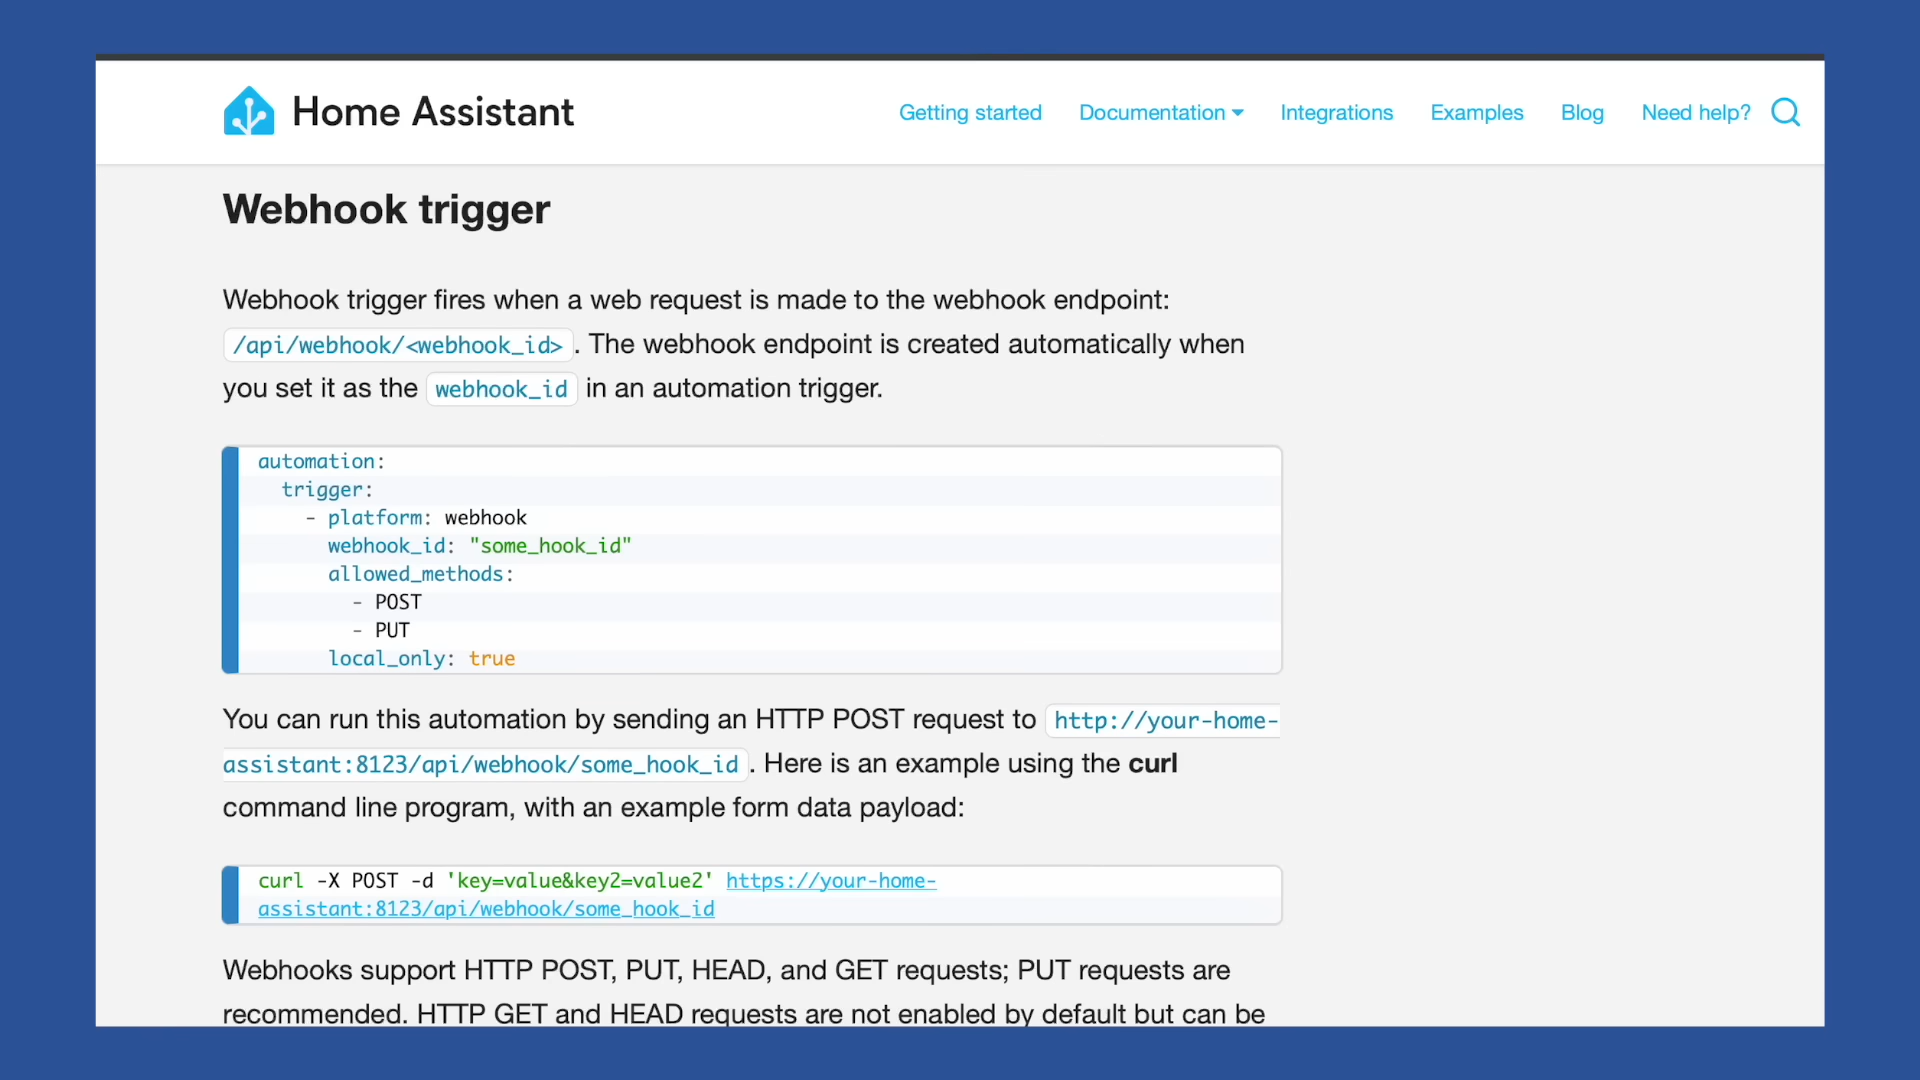 Home Assistant
Getting started Documentation Integrations Examples Blog Need help?
Webhook trigger
Webhook trigger fires when a web request is made to the webhook endpoint:
/api/webhook/<webhook_id>. The webhook endpoint is created automatically when
you set it as the webhook_id in an automation trigger.
automation:
  trigger:
    - platform: webhook
      webhook_id: "some_hook_id"
      allowed_methods:
        - POST
        - PUT
      local_only: true
You can run this automation by sending an HTTP POST request to http://your-home-
assistant:8123/api/webhook/some_hook_id. Here is an example using the curl
command line program, with an example form data payload:
curl -X POST -d 'key=value&key2=value2' https://your-home-
assistant:8123/api/webhook/some_hook_id
Webhooks support HTTP POST, PUT, HEAD, and GET requests; PUT requests are
recommended. HTTP GET and HEAD requests are not enabled by default but can be